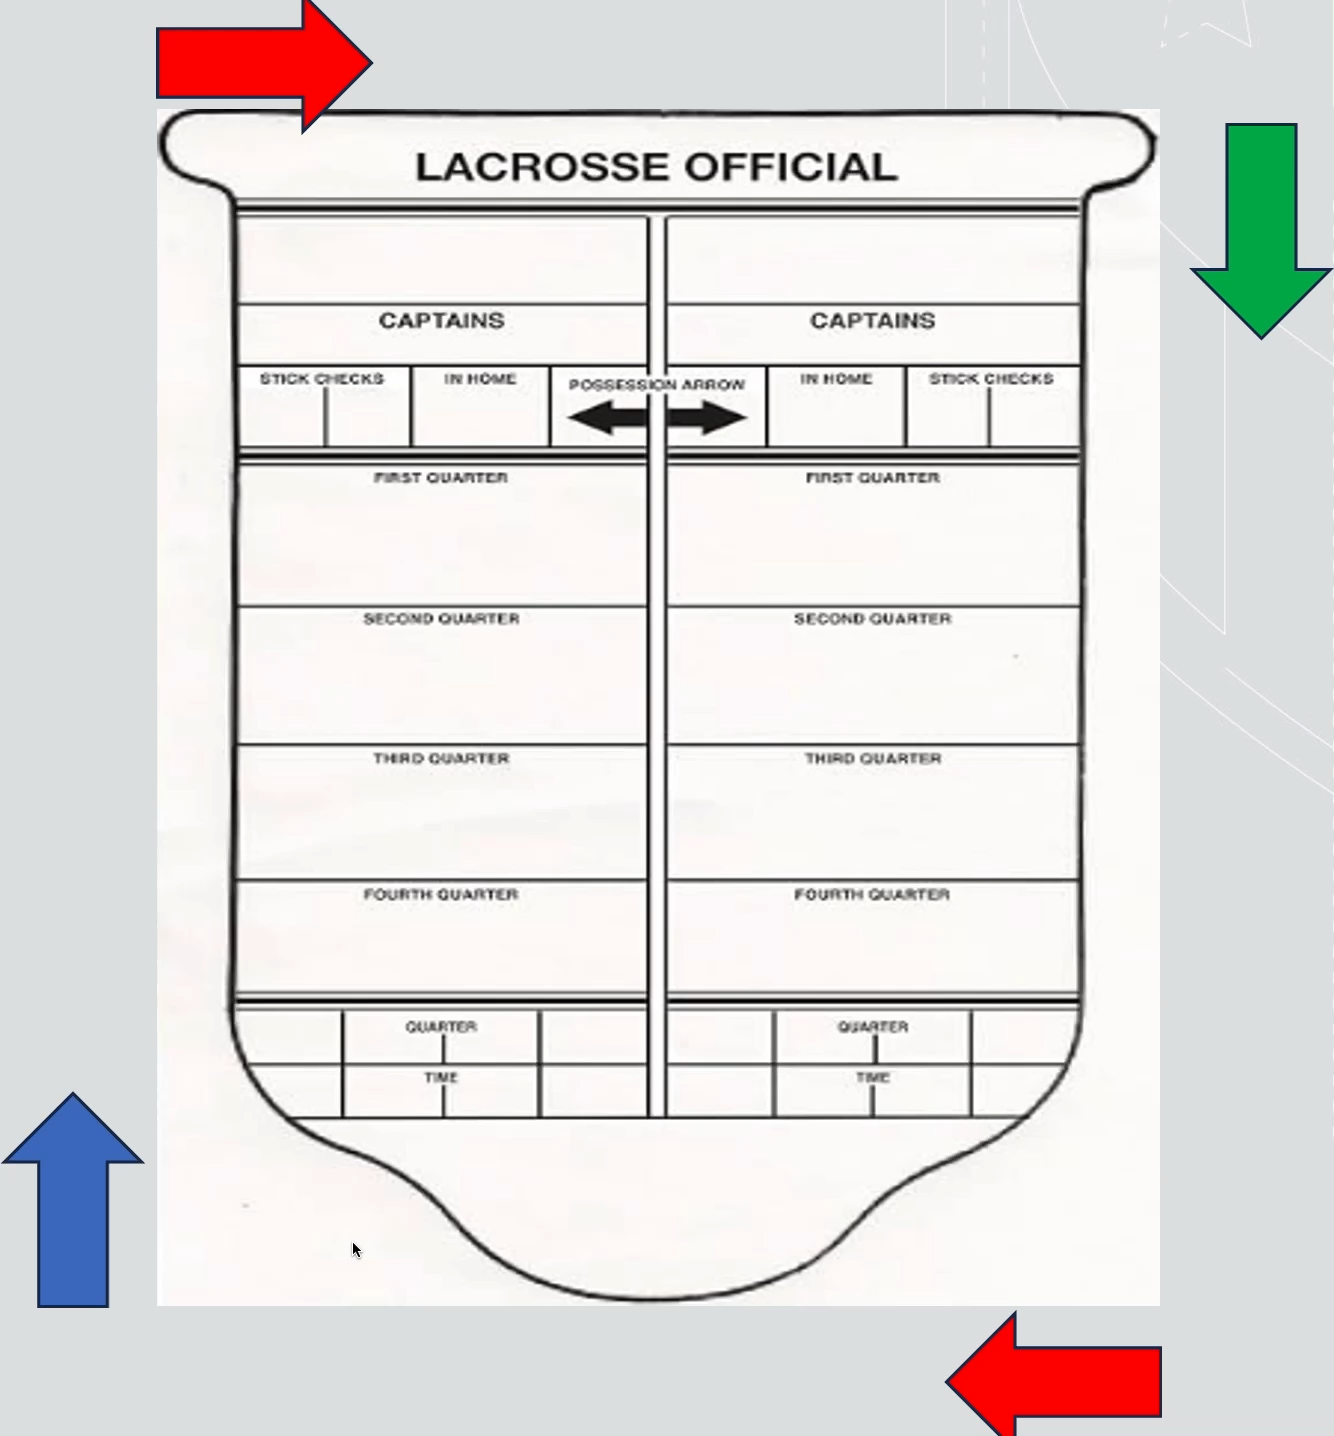 LACROSSE OFFICIAL
CAPTAINS CAPTAINS
STICK CHECKS IN HOME POSSESSION ARROW IN HOME STICK CHECKS
FIRST QUARTER FIRST QUARTER
SECOND QUARTER SECOND QUARTER
THIRD QUARTER THIRD QUARTER
FOURTH QUARTER FOURTH QUARTER
QUARTER QUARTER
TIME TIME